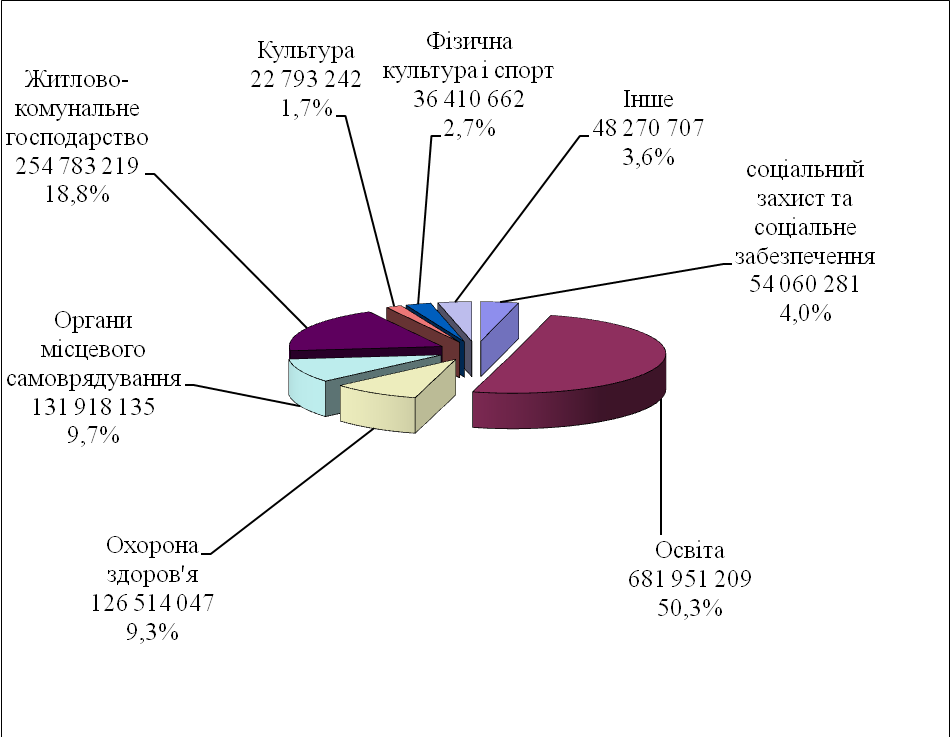 Культура
22 793 242
1,7%
Фізична
культура і спорт
36 410 662
2,7%
Інше
48 270 707
3,6%
соціальний
захист та
соціальне
забезпечення
54 060 281
4,0%
Житлово-
комунальне
господарство
254 783 219
18,8%
Органи
місцевого
самоврядування
131 918 135
9,7%
Охорона
здоров'я
126 514 047
9,3%
Освіта
681 951 209
50,3%